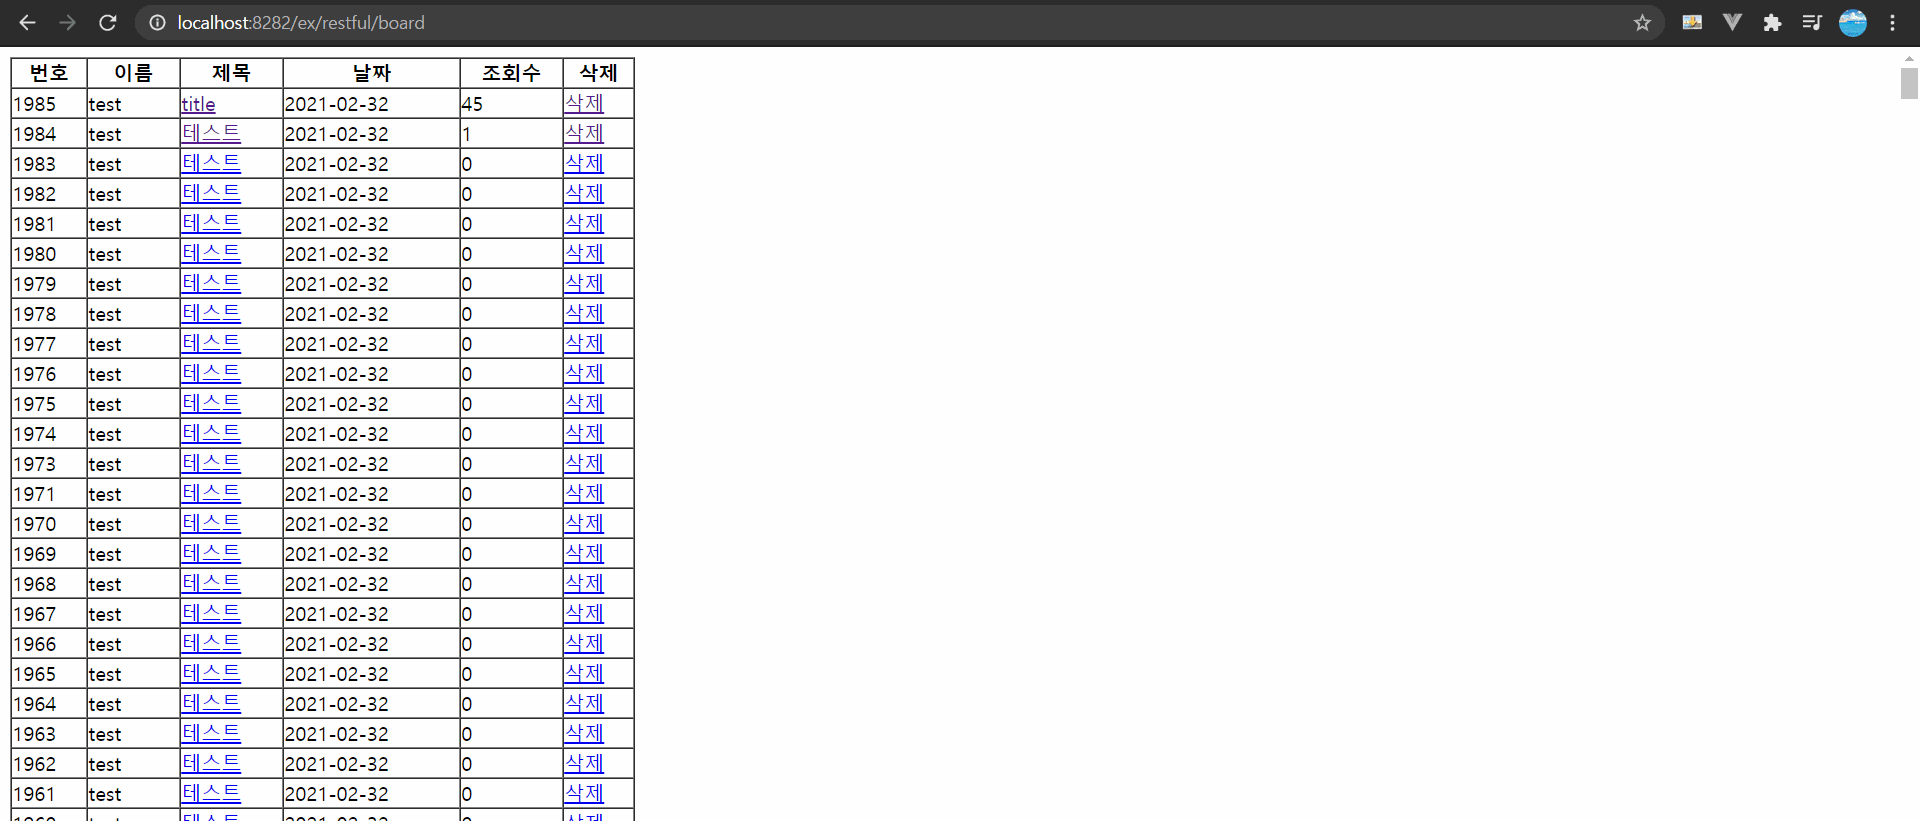 localhost:8282/ex/restful/board
번호 이름 제목 날짜 조회수 삭제
1985 test title 2021-02-32 45 삭제
1984 test 테스트 2021-02-32 1 삭제
1983 test 테스트 2021-02-32 0 삭제
1982 test 테스트 2021-02-32 0 삭제
1981 test 테스트 2021-02-32 0 삭제
1980 test 테스트 2021-02-32 0 삭제
1979 test 테스트 2021-02-32 0 삭제
1978 test 테스트 2021-02-32 0 삭제
1977 test 테스트 2021-02-32 0 삭제
1976 test 테스트 2021-02-32 0 삭제
1975 test 테스트 2021-02-32 0 삭제
1974 test 테스트 2021-02-32 0 삭제
1973 test 테스트 2021-02-32 0 삭제
1971 test 테스트 2021-02-32 0 삭제
1970 test 테스트 2021-02-32 0 삭제
1969 test 테스트 2021-02-32 0 삭제
1968 test 테스트 2021-02-32 0 삭제
1967 test 테스트 2021-02-32 0 삭제
1966 test 테스트 2021-02-32 0 삭제
1965 test 테스트 2021-02-32 0 삭제
1964 test 테스트 2021-02-32 0 삭제
1963 test 테스트 2021-02-32 0 삭제
1962 test 테스트 2021-02-32 0 삭제
1961 test 테스트 2021-02-32 0 삭제